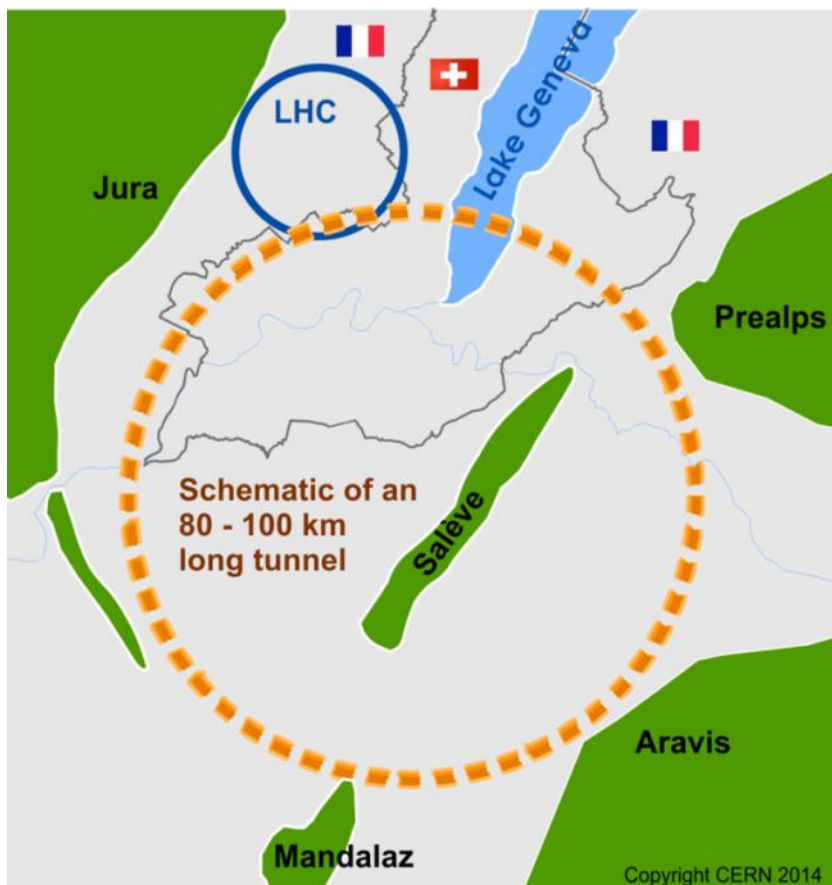 LHC
Lake Geneva
Jura
Prealps
Schematic of an
80 - 100 km
long tunnel
Salève
Aravis
Mandalaz
Copyright CERN 2014